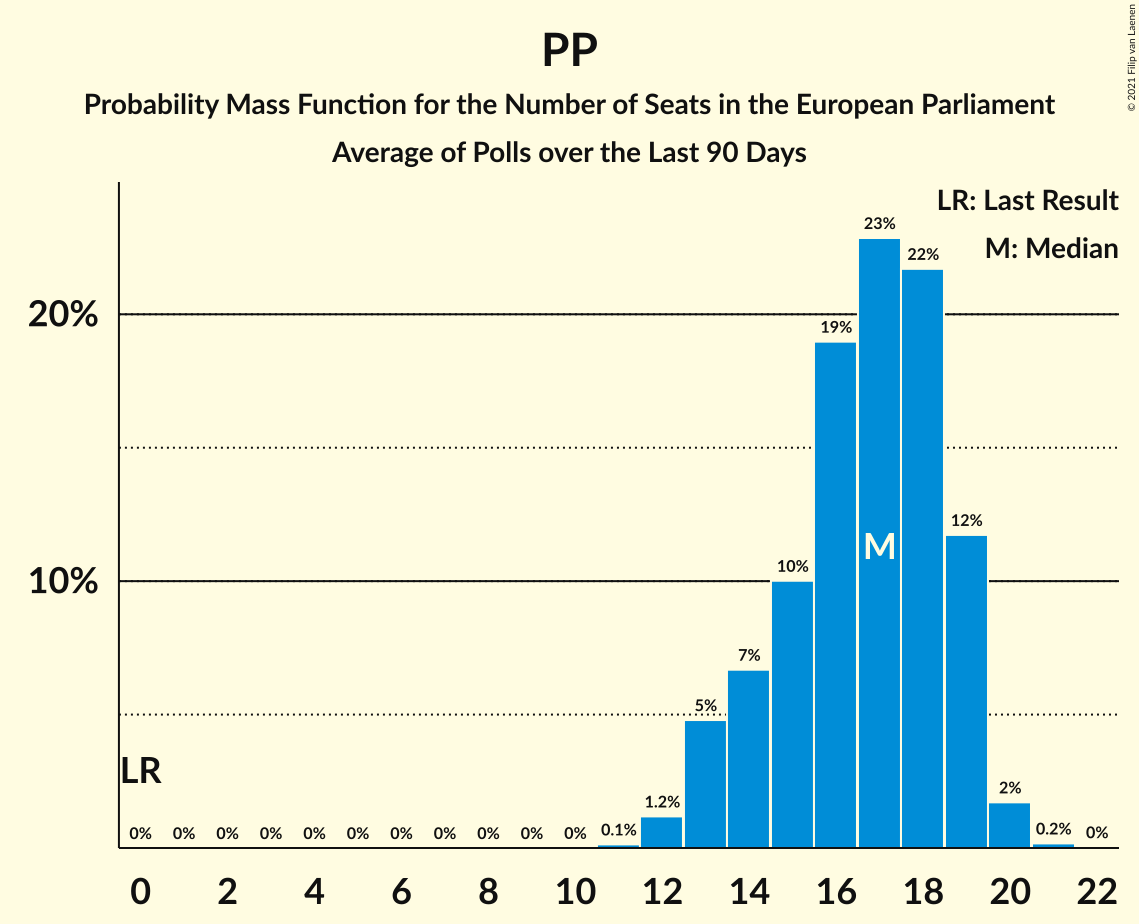 PP
Probability Mass Function for the Number of Seats in the European Parliament
Average of Polls over the Last 90 Days
© 2021 Filip van Laenen
LR: Last Result
M: Median
20%
10%
23%
22%
19%
12%
10%
7%
5%
2%
1.2%
0.1%
0.2%
0%
M
LR
0% 0% 0% 0% 0% 0% 0% 0% 0% 0% 0%
0 2 4 6 8 10 12 14 16 18 20 22